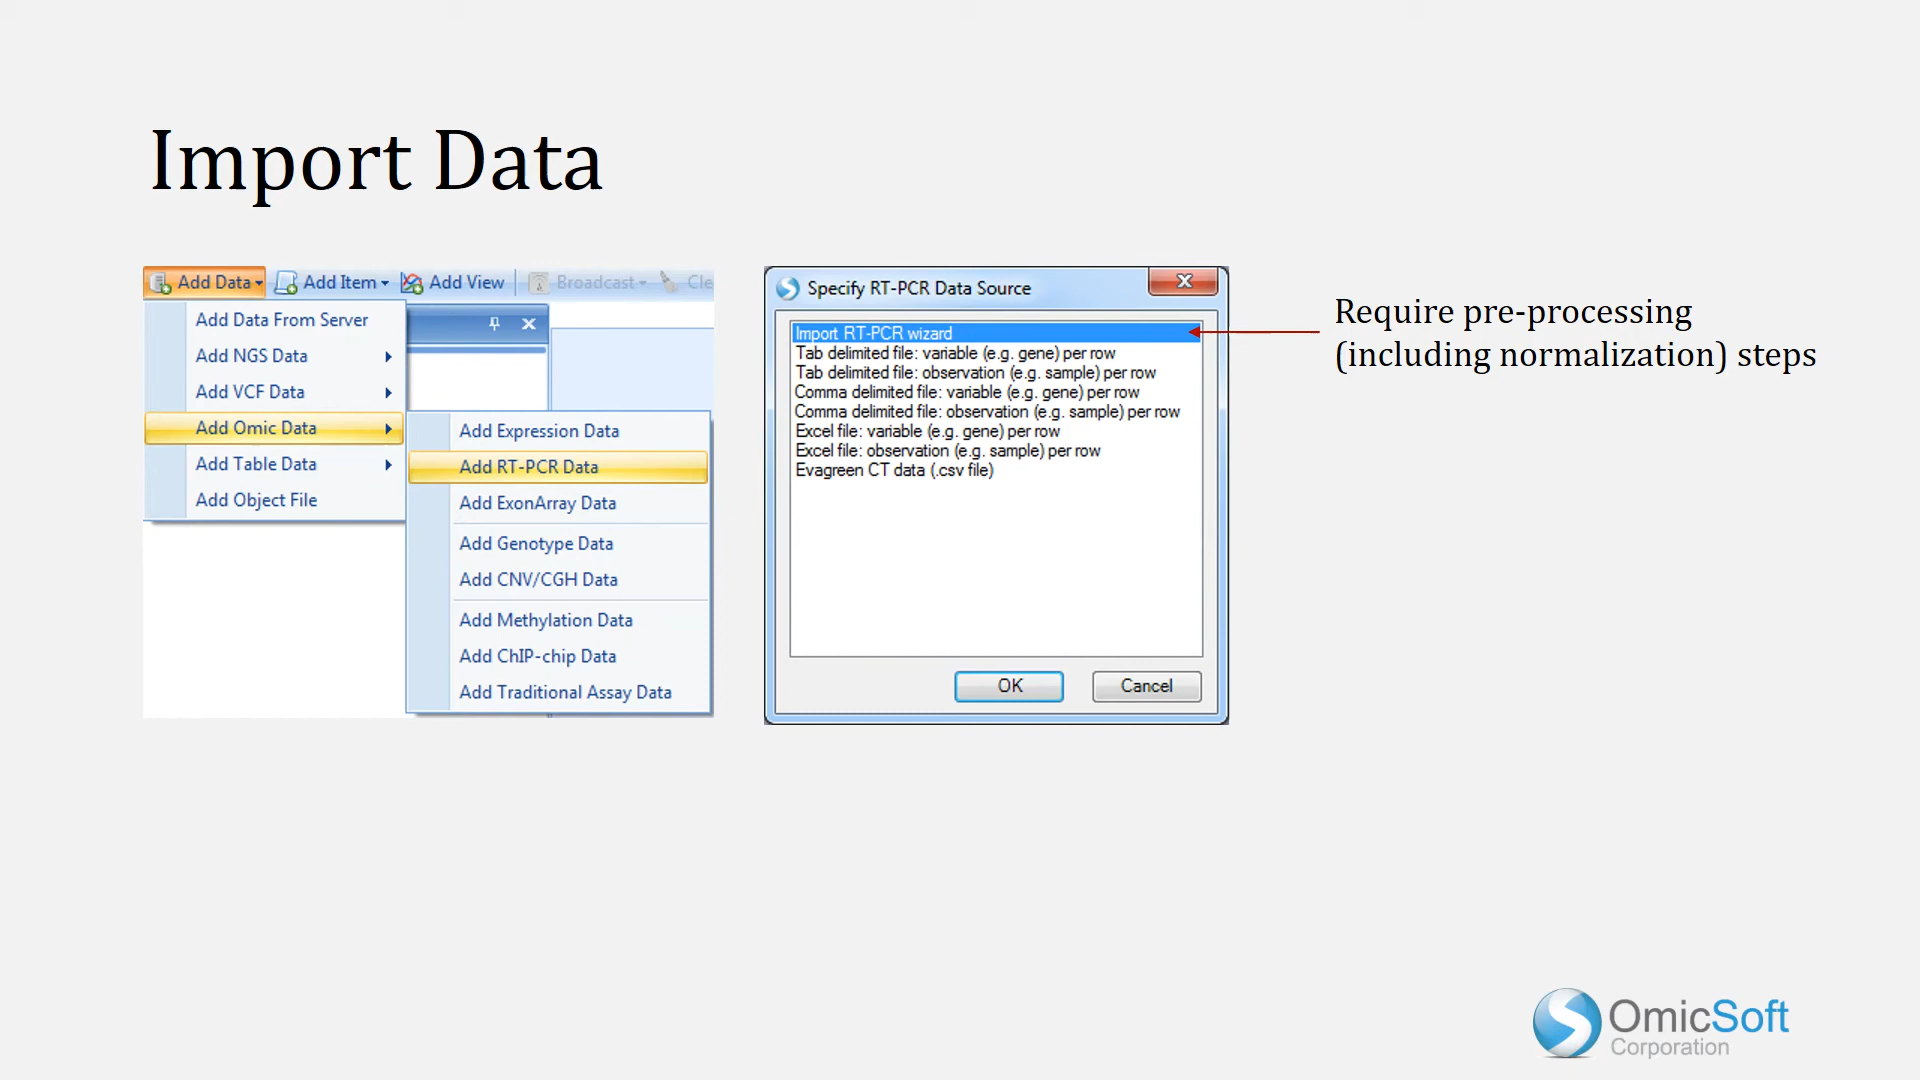 Import Data
Add Data
Add Item
Add View
Broadcast
Cle
Add Data From Server
Add NGS Data
Add VCF Data
Add Omic Data
Add Table Data
Add Object File
Add Expression Data
Add RT-PCR Data
Add ExonArray Data
Add Genotype Data
Add CNV/CGH Data
Add Methylation Data
Add ChIP-chip Data
Add Traditional Assay Data
Specify RT-PCR Data Source
Import RT-PCR wizard
Tab delimited file: variable (e.g. gene) per row
Tab delimited file: observation (e.g. sample) per row
Comma delimited file: variable (e.g. gene) per row
Comma delimited file: observation (e.g. sample) per row
Excel file: variable (e.g. gene) per row
Excel file: observation (e.g. sample) per row
Evagreen CT data (.csv file)
OK
Cancel
Require pre-processing
(including normalization) steps
OmicSoft
Corporation